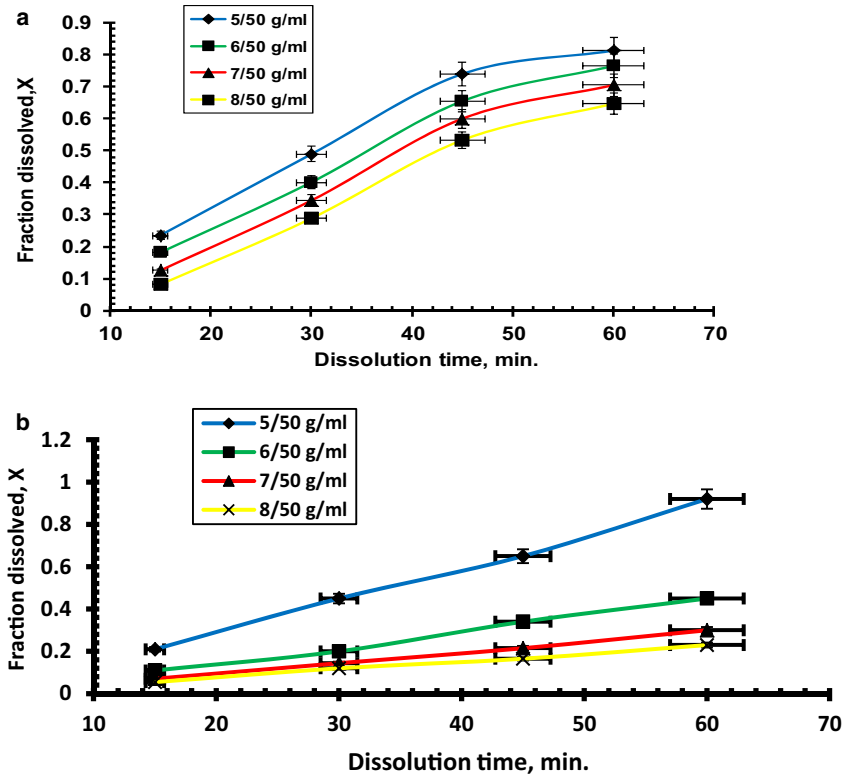 a
5/50 g/ml
6/50 g/ml
7/50 g/ml
8/50 g/ml
Fraction dissolved,X
0.9
0.8
0.7
0.6
0.5
0.4
0.3
0.2
0.1
0
10 20 30 40 50 60 70
Dissolution time, min.
b
5/50 g/ml
6/50 g/ml
7/50 g/ml
8/50 g/ml
Fraction dissolved, X
1.2
1
0.8
0.6
0.4
0.2
0
10 20 30 40 50 60 70
Dissolution time, min.